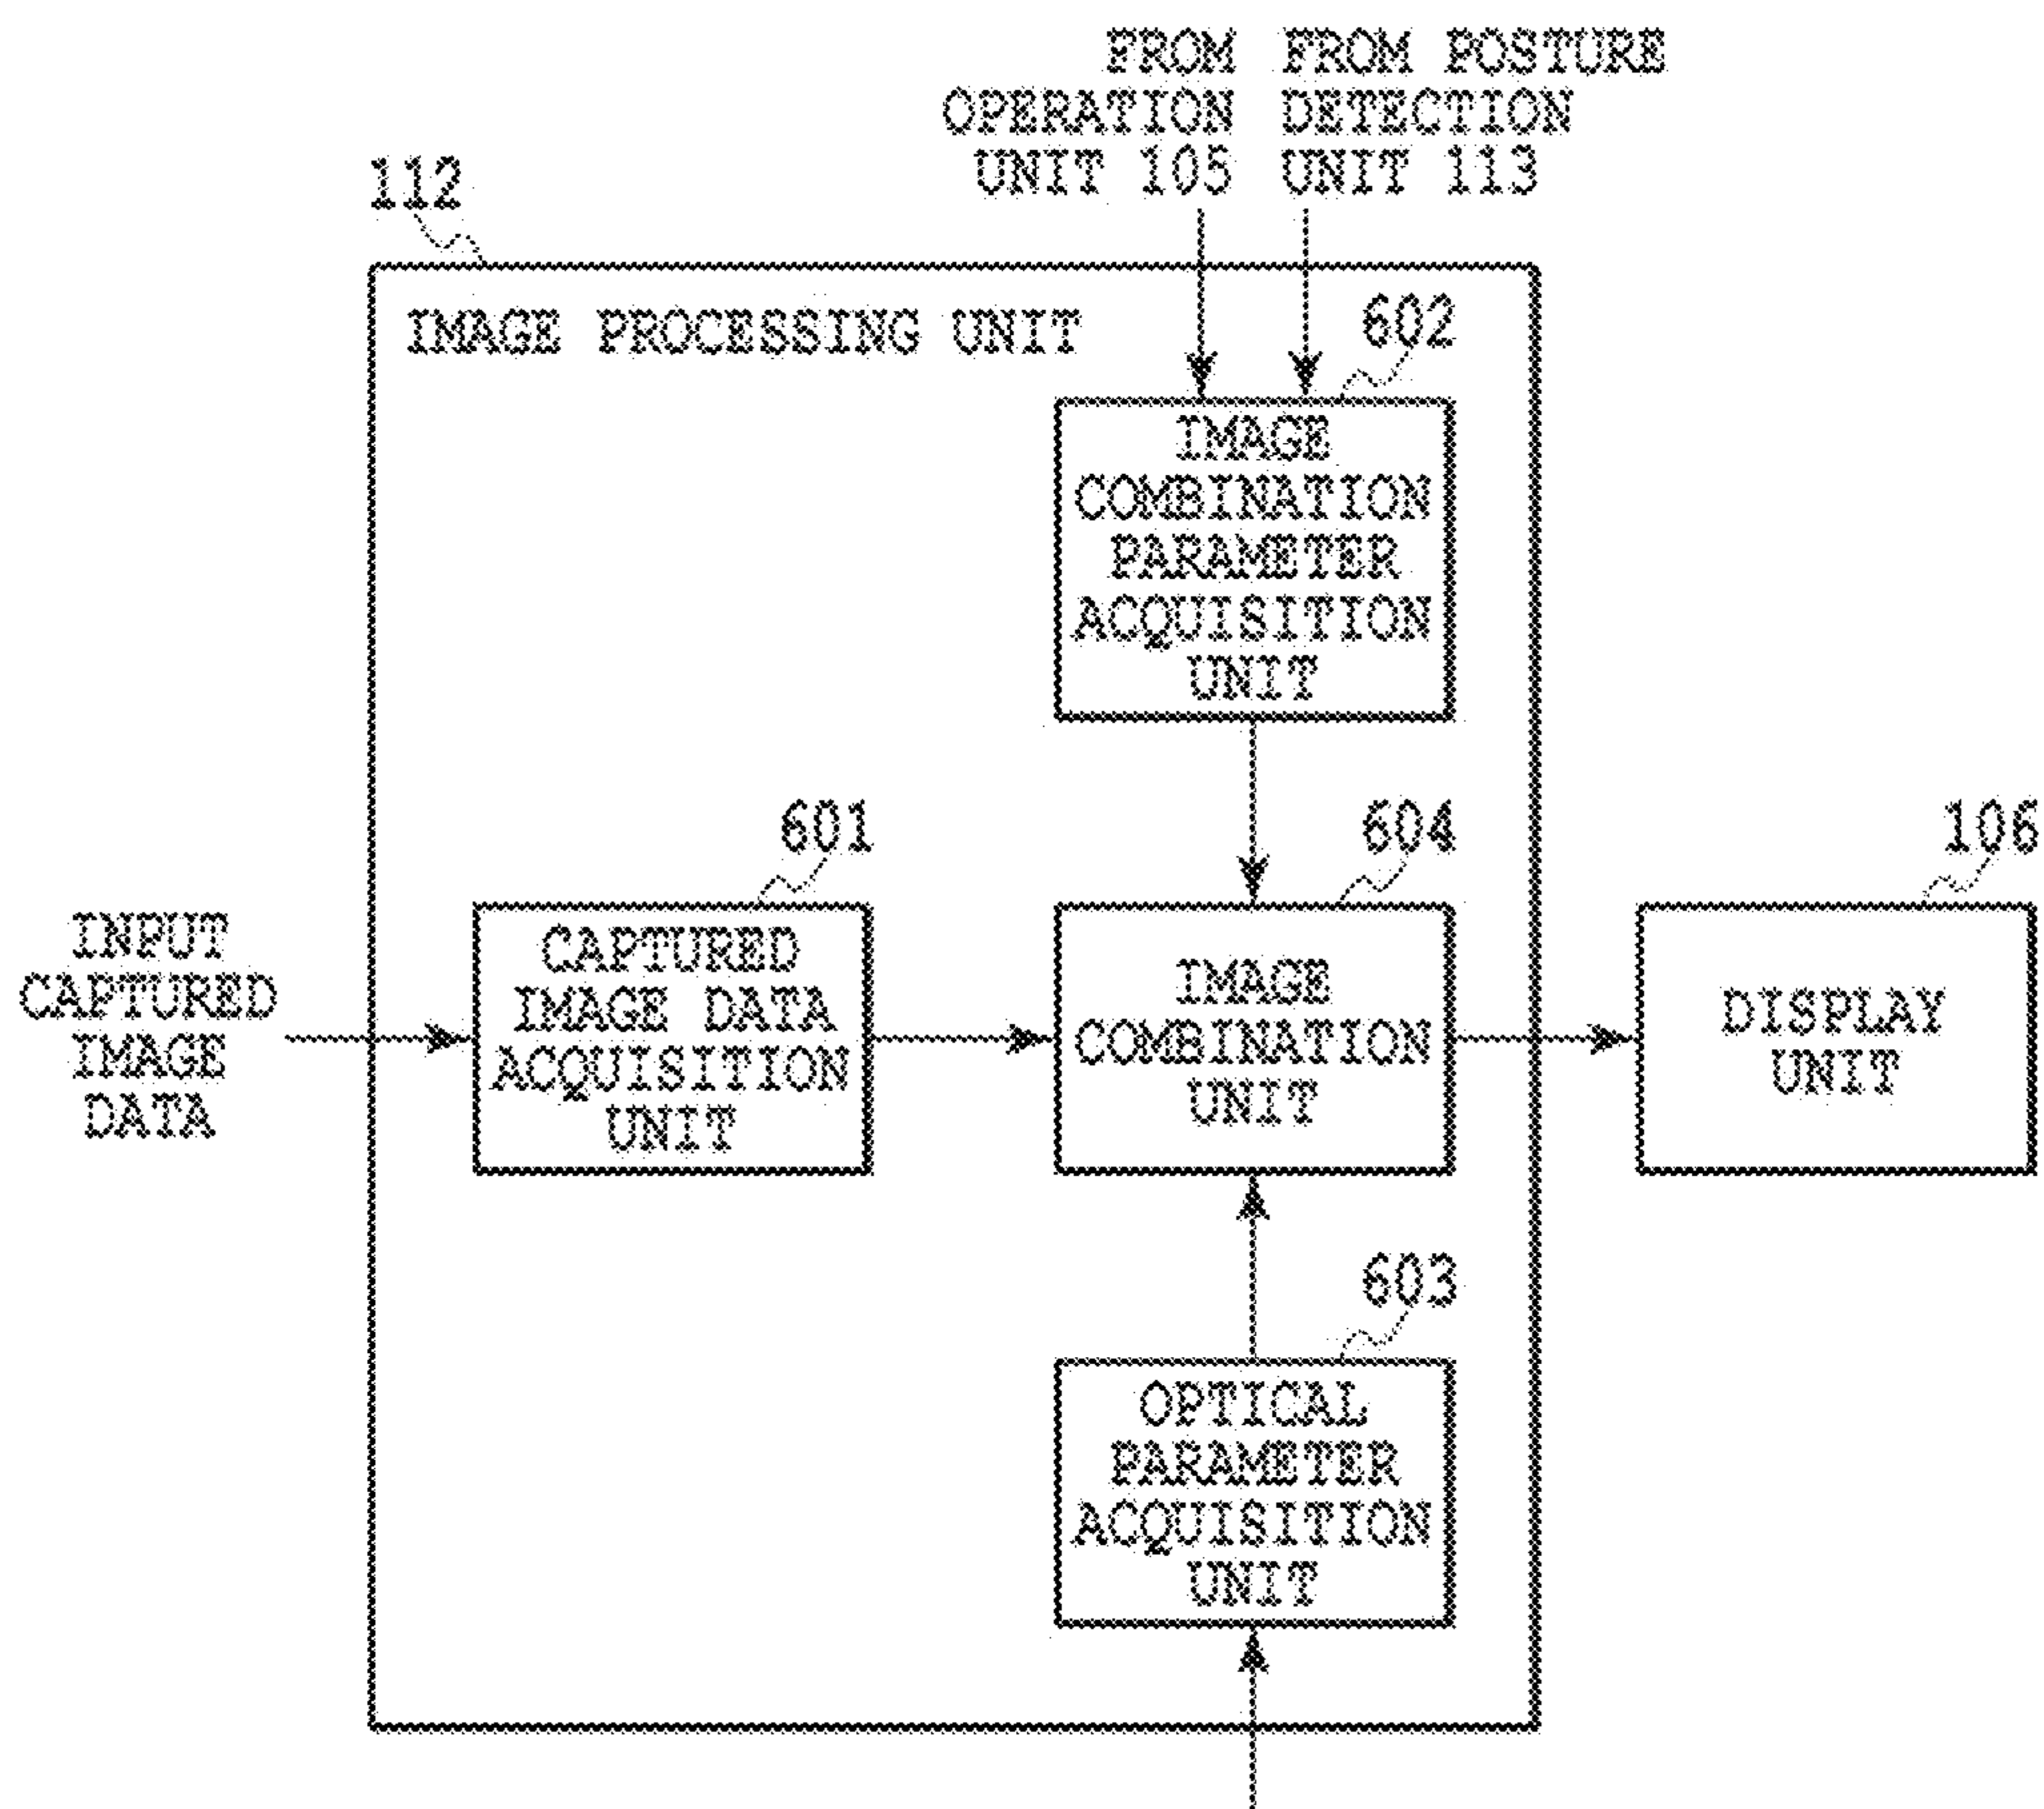 FROM
OPERATION
UNIT 105
FROM POSTURE
DETECTION
UNIT 113
112
IMAGE PROCESSING UNIT
602
IMAGE
COMBINATION
PARAMETER
ACQUISITION
UNIT
601
604
106
INPUT
CAPTURED
IMAGE
DATA
CAPTURED
IMAGE DATA
ACQUISITION
UNIT
IMAGE
COMBINATION
UNIT
DISPLAY
UNIT
603
OPTICAL
PARAMETER
ACQUISITION
UNIT